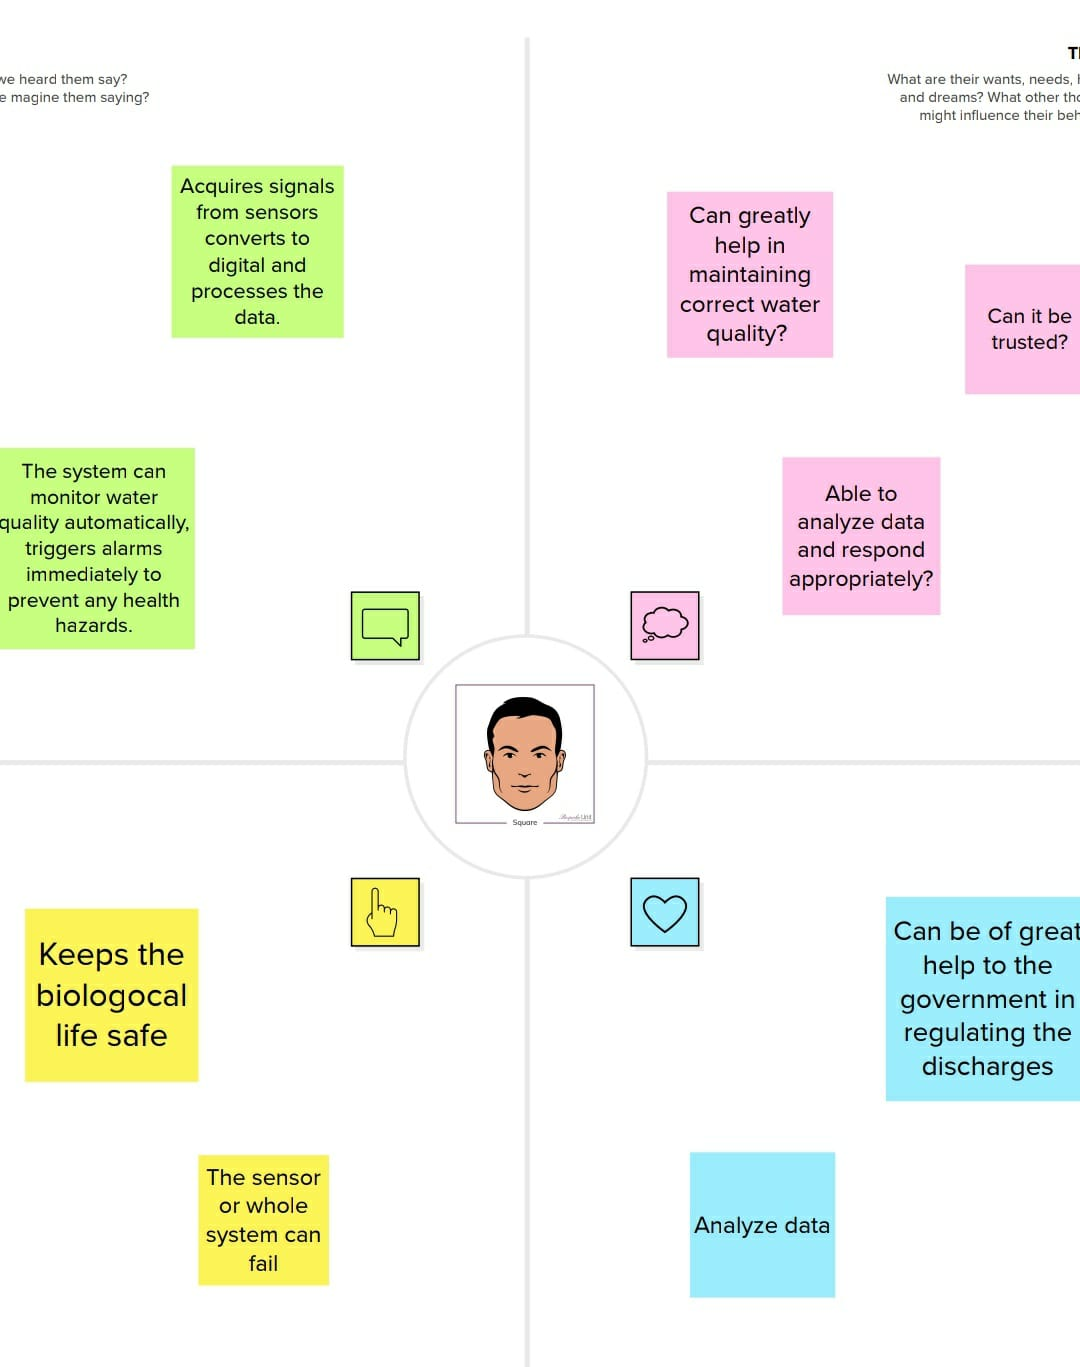 we heard them say?
magine them saying?
What are their wants, needs,
and dreams? What other
might influence their
Acquires signals
from sensors
converts to
digital and
processes the
data.
Can greatly
help in
maintaining
correct water
quality?
Can it be
trusted?
The system can
monitor water
quality automatically,
triggers alarms
immediately to
prevent any health
hazards.
Able to
analyze data
and respond
appropriately?
Square
Keeps the
biologocal
life safe
Can be of great
help to the
government in
regulating the
discharges
The sensor
or whole
system can
fail
Analyze data